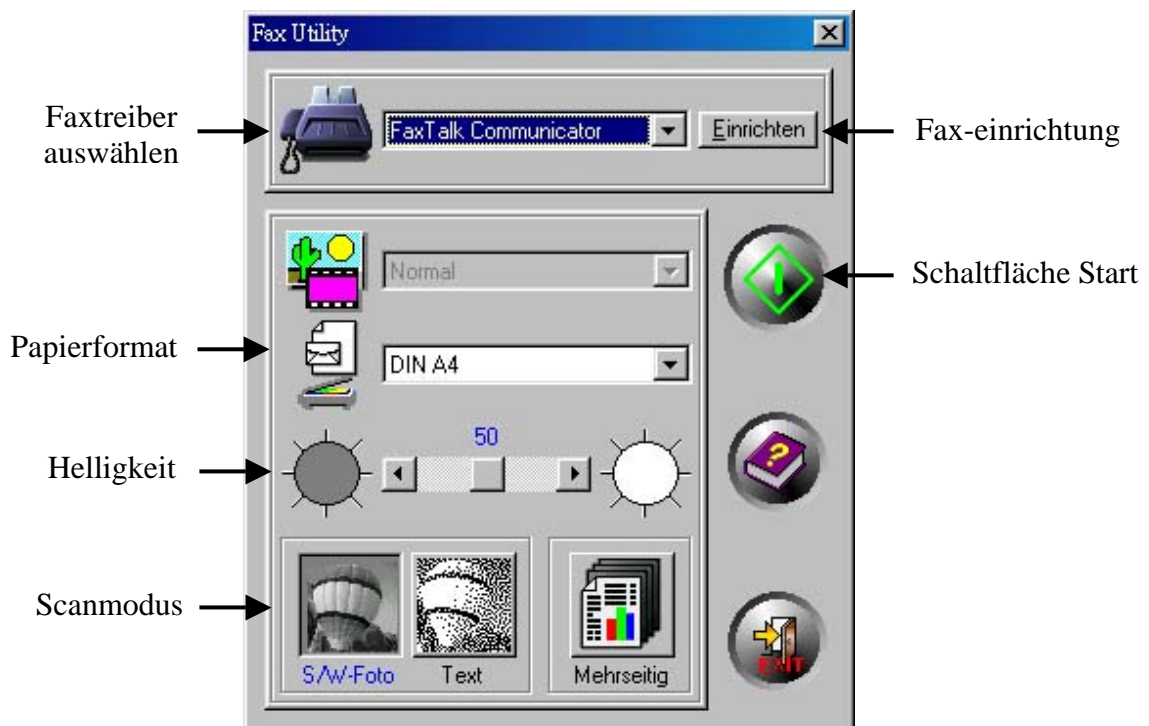 Fax Utility
Faxtreiber
auswählen
FaxTalk Communicator
Einrichten
Fax-einrichtung
Normal
Schaltfläche Start
Papierformat
DIN A4
50
Helligkeit
Scanmodus
S/W-Foto
Text
Mehrseitig
EXIT